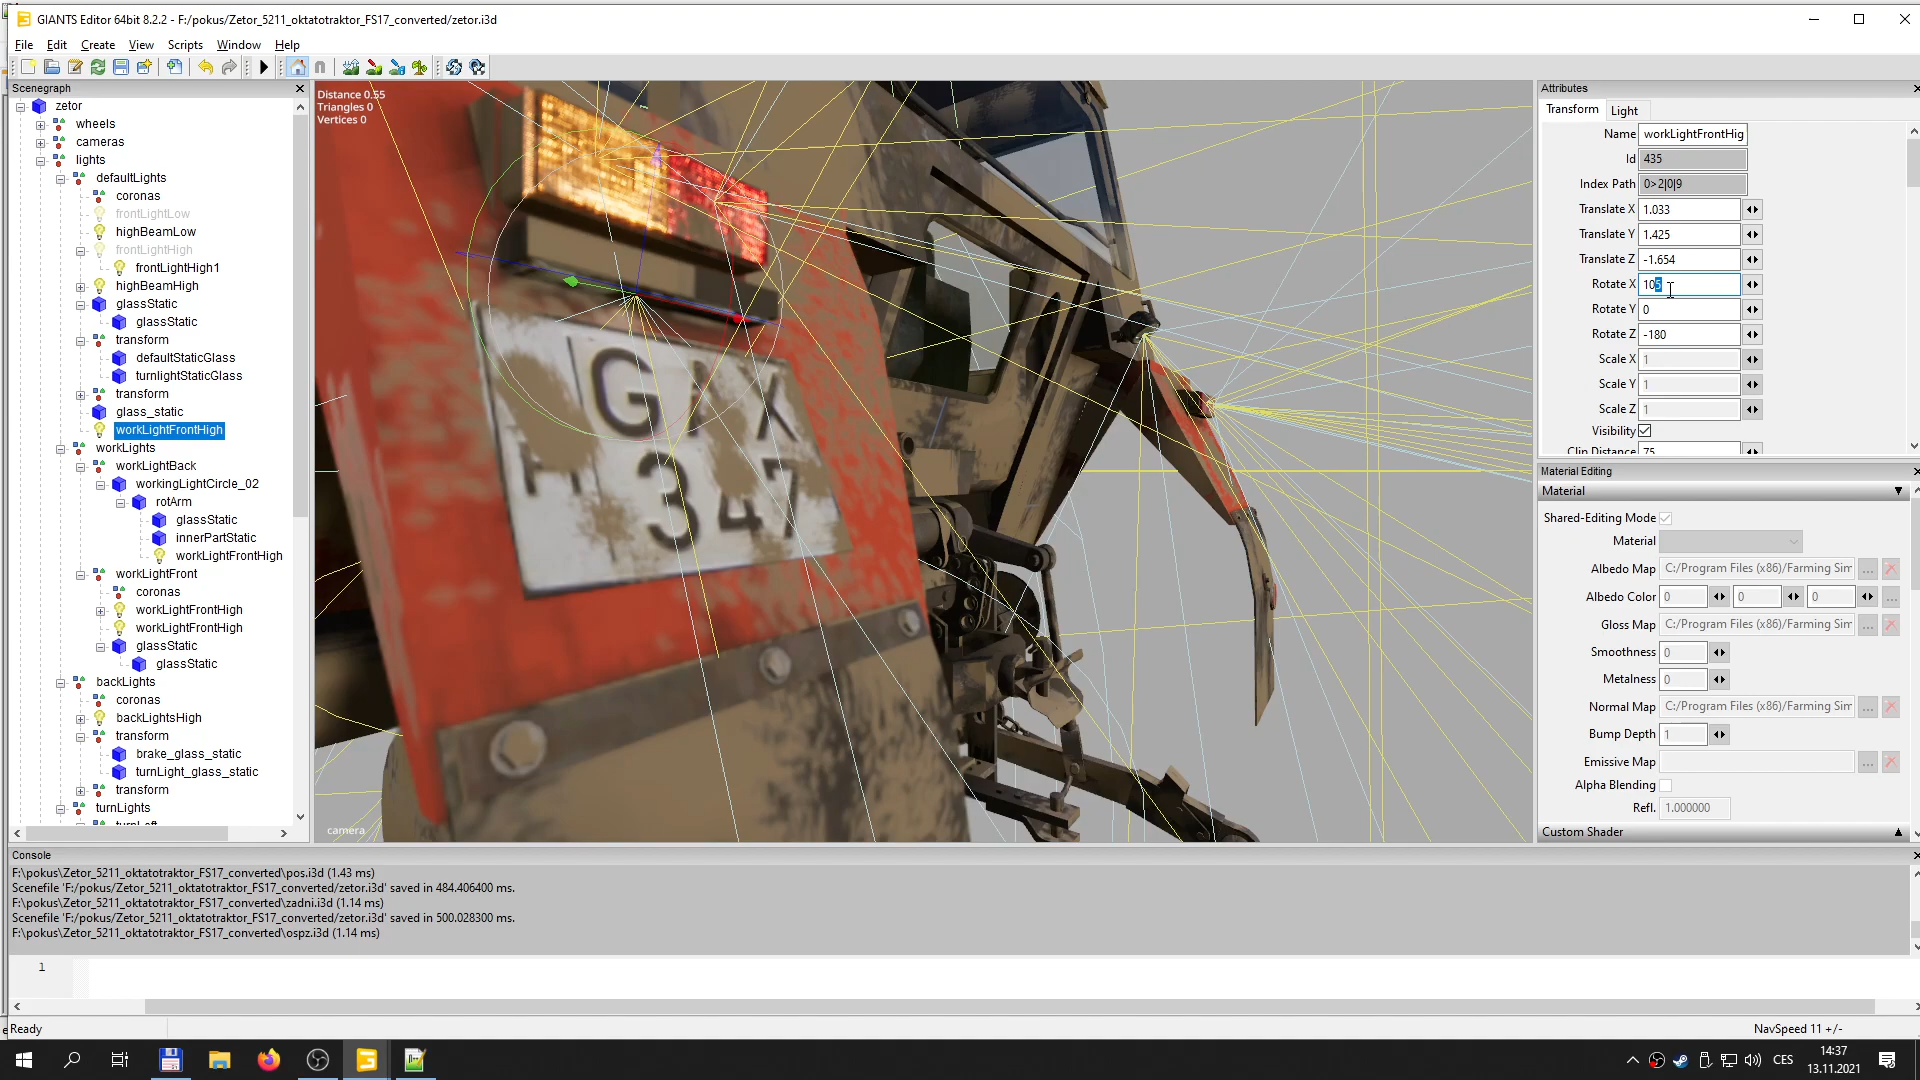 GIANTS Editor 64bit 8.2.2 - F:/pokus/Zetor_5211_oktatotraktor_FS17_converted/zetor.i3d
File Edit Create View Scripts Window Help
Scenegraph
zetor
wheels
cameras
lights
defaultLights
coronas
frontLightLow
highBeamLow
frontLightHigh
frontLightHigh1
highBeamHigh
glassStatic
glassStatic
transform
defaultStaticGlass
turnlightStaticGlass
transform
glass_static
workLightFrontHigh
workLights
workLightBack
workingLightCircle_02
rotArm
glassStatic
innerPartStatic
workLightFrontHigh
workLightFront
coronas
workLightFrontHigh
workLightFrontHigh
glassStatic
glassStatic
backLights
coronas
backLightsHigh
transform
brake_glass_static
turnLight_glass_static
transform
turnLights
turnLeft
Distance 0.55
Triangles 0
Vertices 0
347
camera
Attributes
Transform Light
Name workLightFrontHig
Id 435
Index Path 0>2|0|9
Translate X 1.033
Translate Y 1.425
Translate Z -1.654
Rotate X 105
Rotate Y 0
Rotate Z -180
Scale X 1
Scale Y 1
Scale Z 1
Visibility
Clip Distance 75
Material Editing
Material
Shared-Editing Mode
Material
Albedo Map C:/Program Files (x86)/Farming Sim ...
Albedo Color 0 0 0 ...
Gloss Map C:/Program Files (x86)/Farming Sim ...
Smoothness 0
Metalness 0
Normal Map C:/Program Files (x86)/Farming Sim ...
Bump Depth 1
Emissive Map ...
Alpha Blending
Refl. 1.000000
Custom Shader
Console
F:\pokus\Zetor_5211_oktatotraktor_FS17_converted\pos.i3d (1.43 ms)
Scenefile 'F:/pokus/Zetor_5211_oktatotraktor_FS17_converted/zetor.i3d' saved in 484.406400 ms.
F:\pokus\Zetor_5211_oktatotraktor_FS17_converted\zadni.i3d (1.14 ms)
Scenefile 'F:/pokus/Zetor_5211_oktatotraktor_FS17_converted/zetor.i3d' saved in 500.028300 ms.
F:\pokus\Zetor_5211_oktatotraktor_FS17_converted\ospz.i3d (1.14 ms)
1
Ready
NavSpeed 11 +/-
CES
14:37
13.11.2021